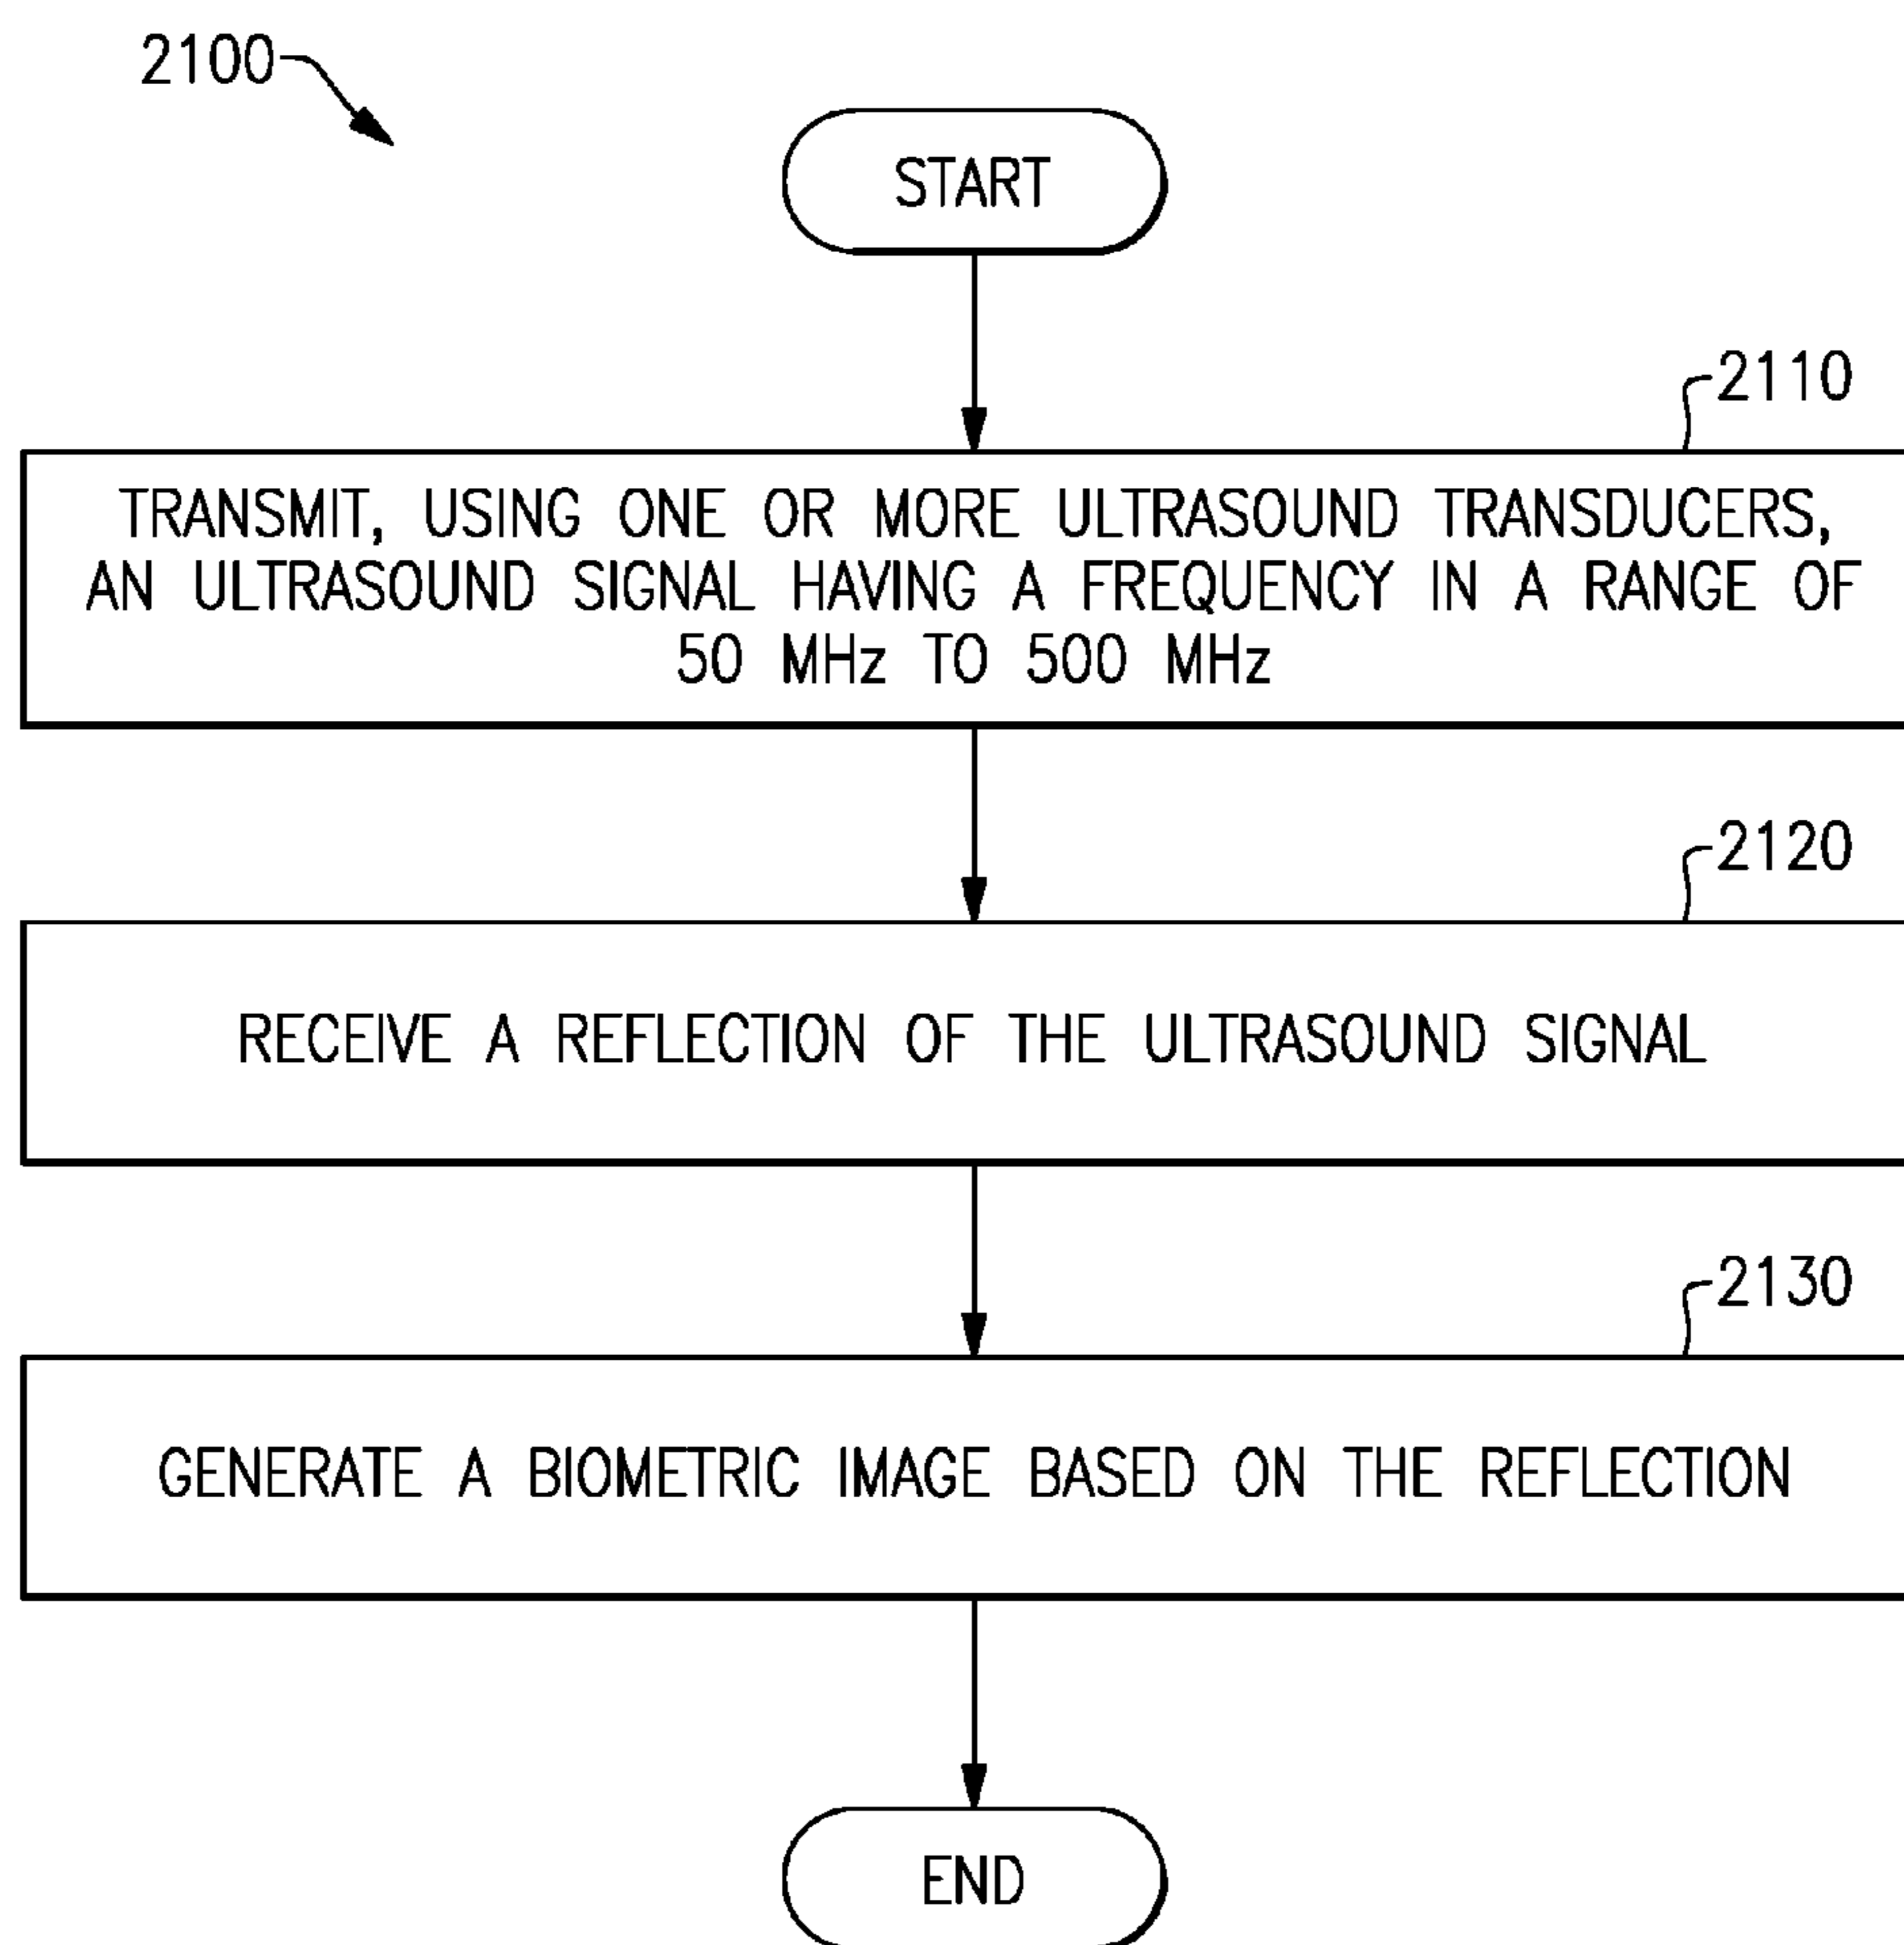 2100
START
2110
TRANSMIT, USING ONE OR MORE ULTRASOUND TRANSDUCERS,
AN ULTRASOUND SIGNAL HAVING A FREQUENCY IN A RANGE OF
50 MHz TO 500 MHz
2120
RECEIVE A REFLECTION OF THE ULTRASOUND SIGNAL
2130
GENERATE A BIOMETRIC IMAGE BASED ON THE REFLECTION
END